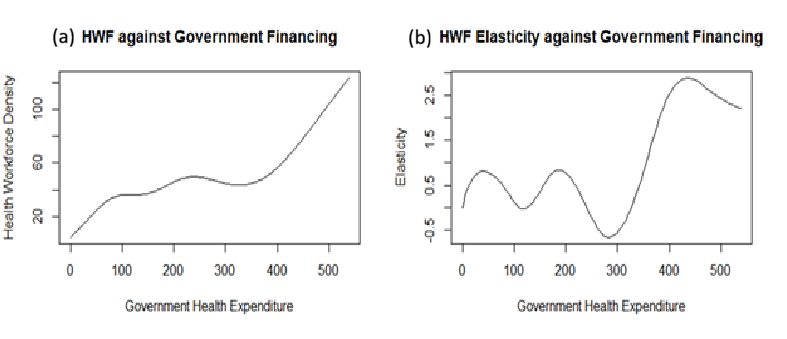 (a) HWF against Government Financing
Health Workforce Density
100
60
20
0 100 200 300 400 500
Government Health Expenditure
(b) HWF Elasticity against Government Financing
Elasticity
2.5
1.5
0.5
-0.5
0 100 200 300 400 500
Government Health Expenditure